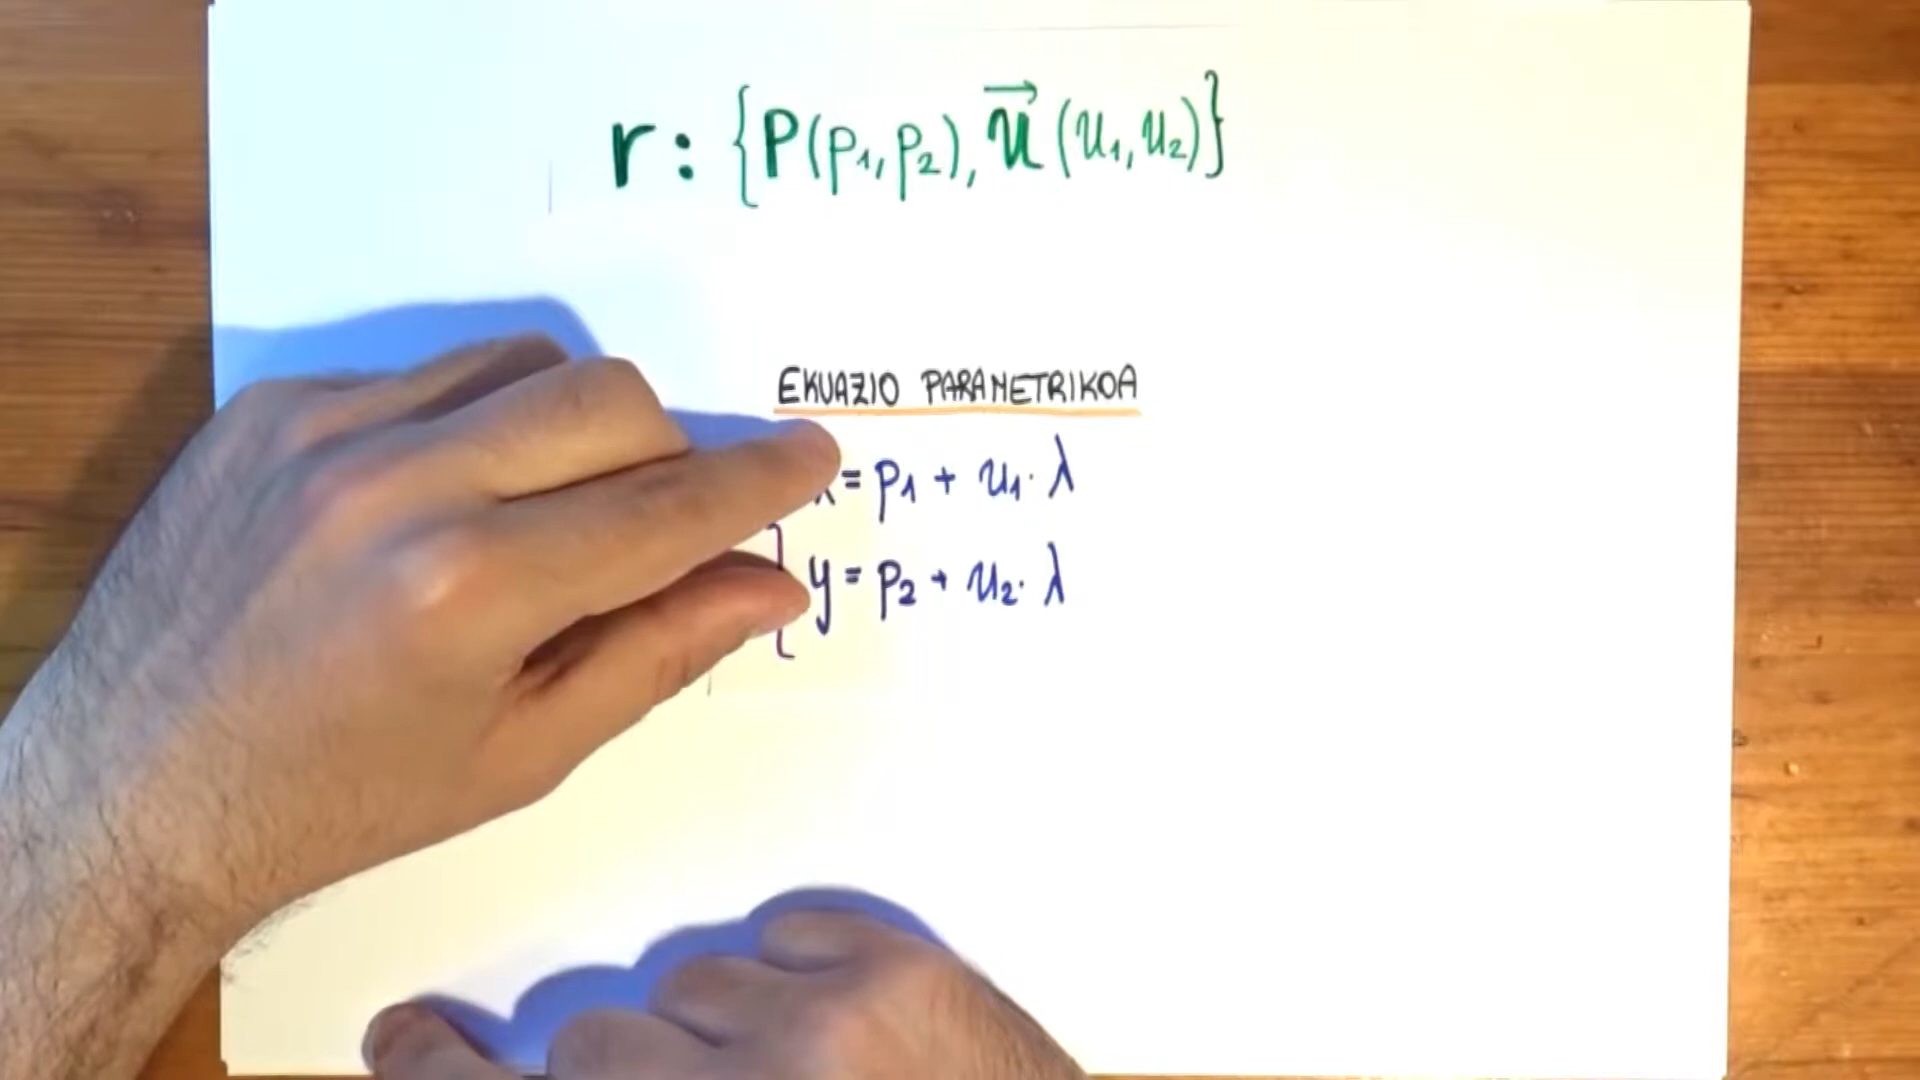 r: {P(p₁,p₂), u⃗ (u₁,u₂)}
EKUAZIO PARAMETRIKOA
x = p₁ + u₁· λ
y = p₂ + u₂· λ